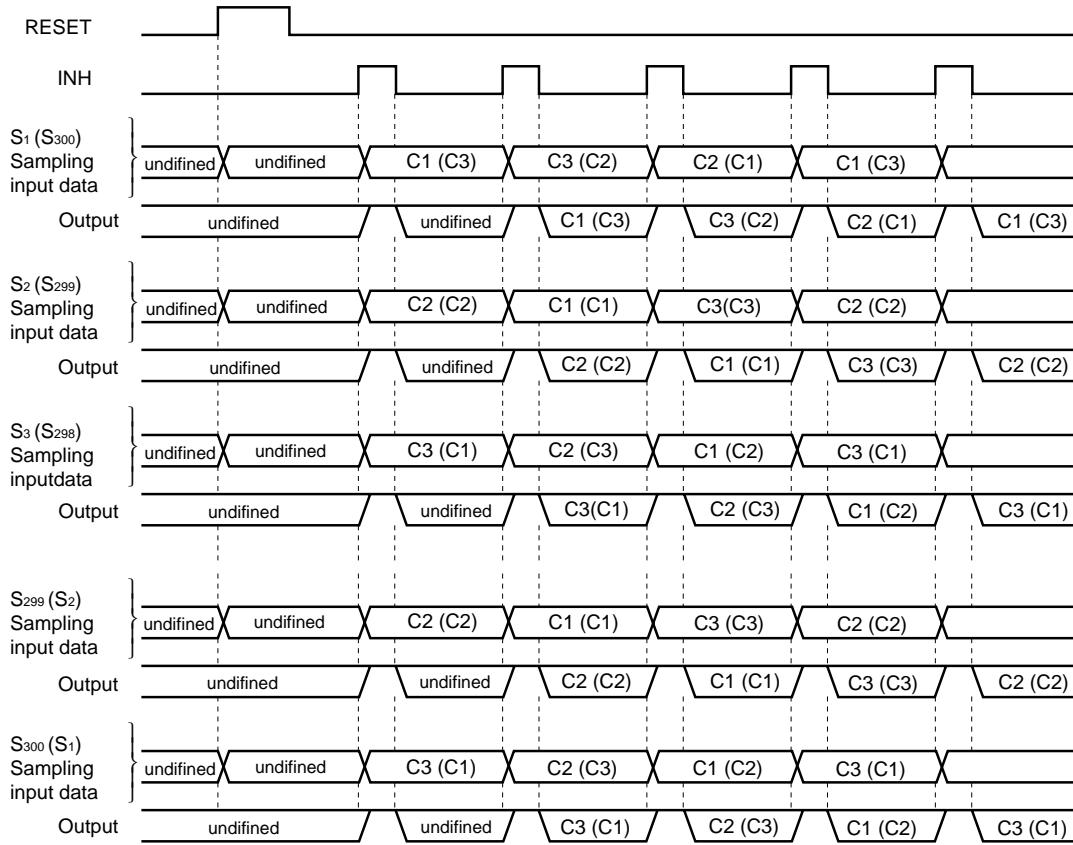 RESET
INH
S1 (S300)
Sampling
input data
undifined undifined C1 (C3) C3 (C2) C2 (C1) C1 (C3)
Output undifined undifined C1 (C3) C3 (C2) C2 (C1) C1 (C3)
S2 (S299)
Sampling
input data
undifined undifined C2 (C2) C1 (C1) C3(C3) C2 (C2)
Output undifined undifined C2 (C2) C1 (C1) C3 (C3) C2 (C2)
S3 (S298)
Sampling
inputdata
undifined undifined C3 (C1) C2 (C3) C1 (C2) C3 (C1)
Output undifined undifined C3(C1) C2 (C3) C1 (C2) C3 (C1)
S299 (S2)
Sampling
input data
undifined undifined C2 (C2) C1 (C1) C3 (C3) C2 (C2)
Output undifined undifined C2 (C2) C1 (C1) C3 (C3) C2 (C2)
S300 (S1)
Sampling
input data
undifined undifined C3 (C1) C2 (C3) C1 (C2) C3 (C1)
Output undifined undifined C3 (C1) C2 (C3) C1 (C2) C3 (C1)